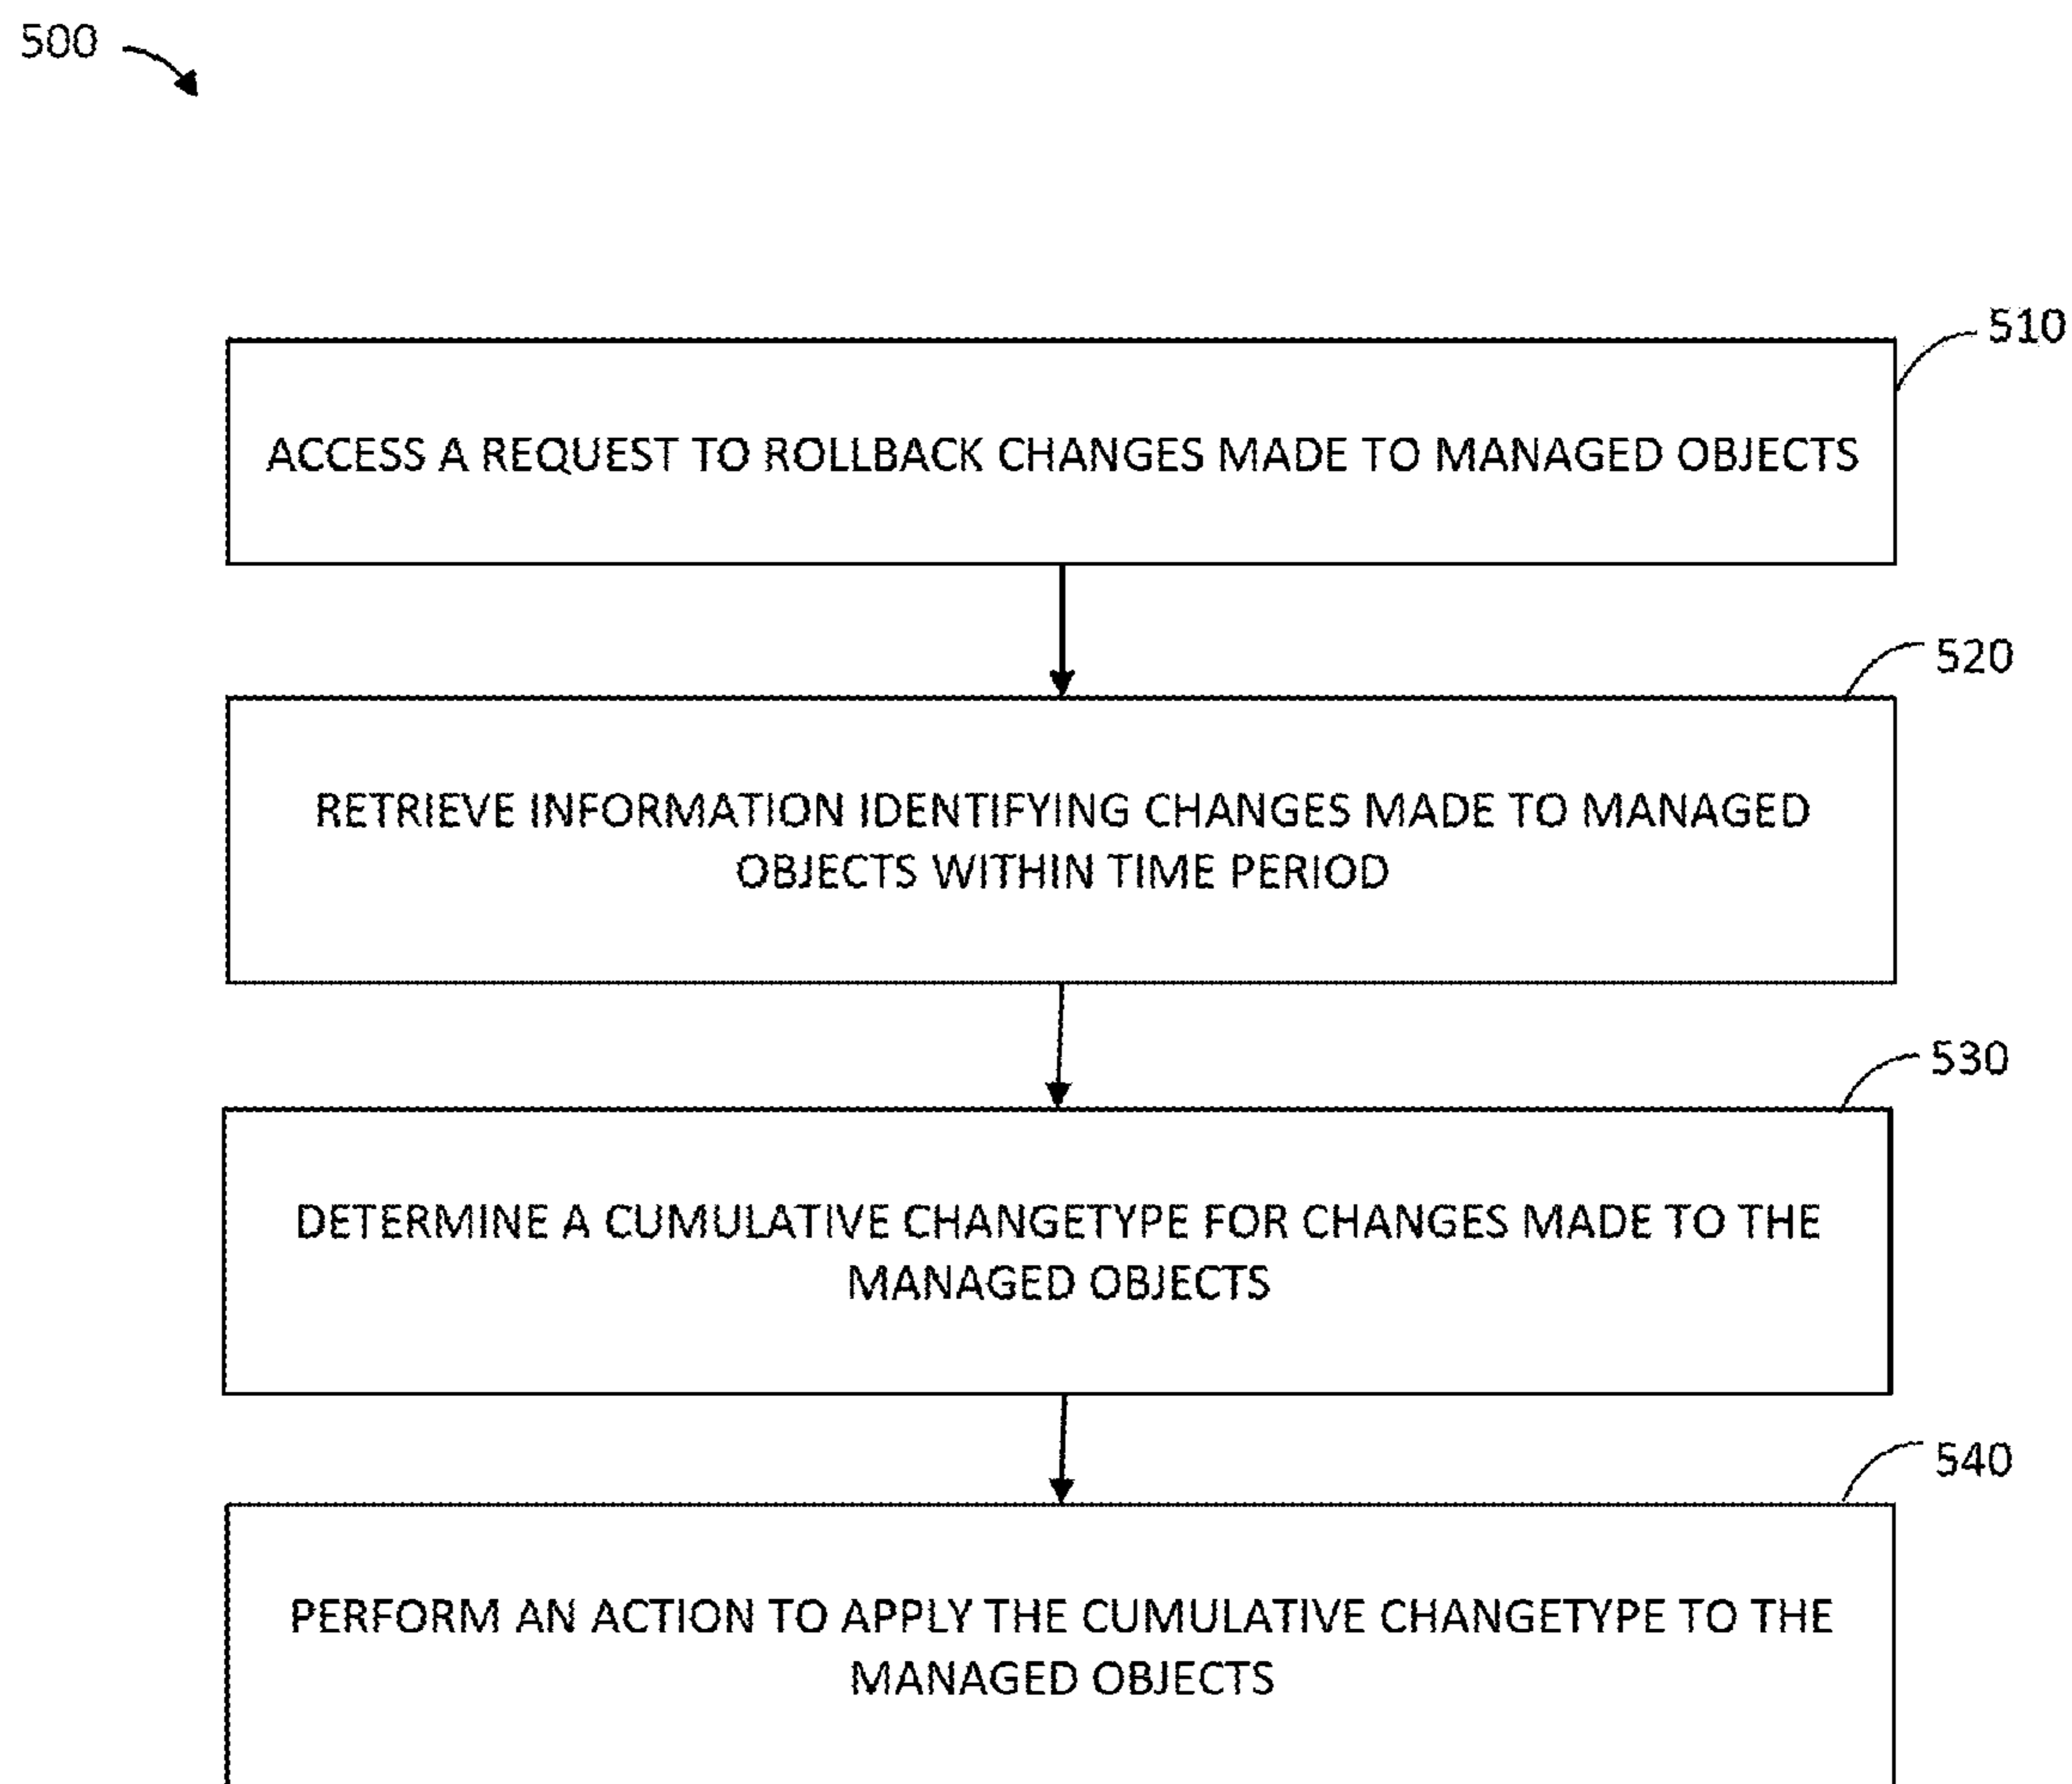 500
510
ACCESS A REQUEST TO ROLLBACK CHANGES MADE TO MANAGED OBJECTS
520
RETRIEVE INFORMATION IDENTIFYING CHANGES MADE TO MANAGED
OBJECTS WITHIN TIME PERIOD
530
DETERMINE A CUMULATIVE CHANGETYPE FOR CHANGES MADE TO THE
MANAGED OBJECTS
540
PERFORM AN ACTION TO APPLY THE CUMULATIVE CHANGETYPE TO THE
MANAGED OBJECTS